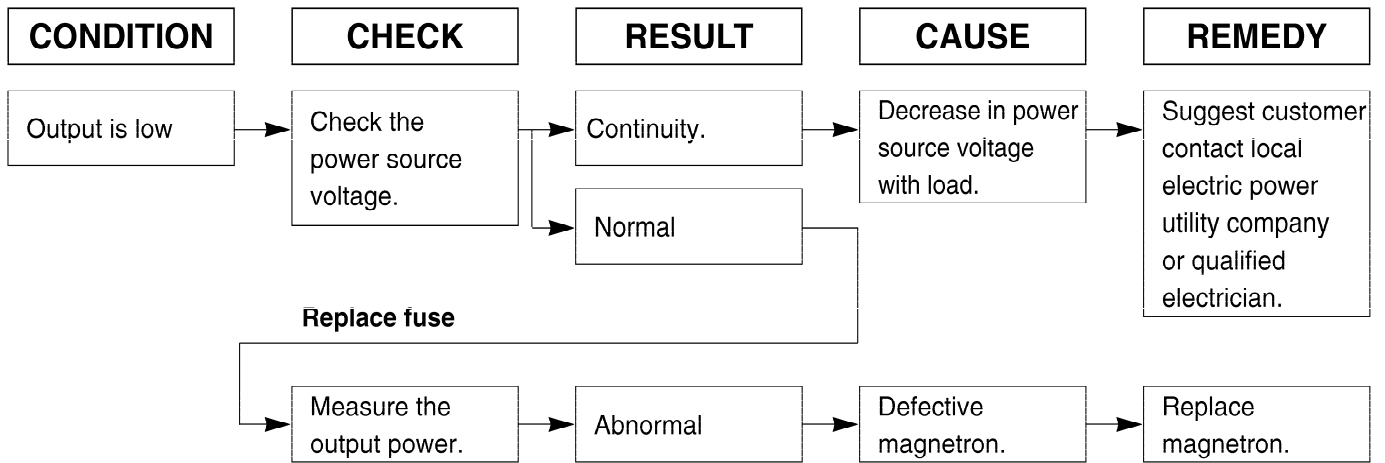 CONDITION
CHECK
RESULT
CAUSE
REMEDY
Output is low
Check the
power source
voltage.
Continuity.
Decrease in power
source voltage
with load.
Suggest customer
contact local
electric power
utility company
or qualified
electrician.
Normal
Replace fuse
Measure the
output power.
Abnormal
Defective
magnetron.
Replace
magnetron.